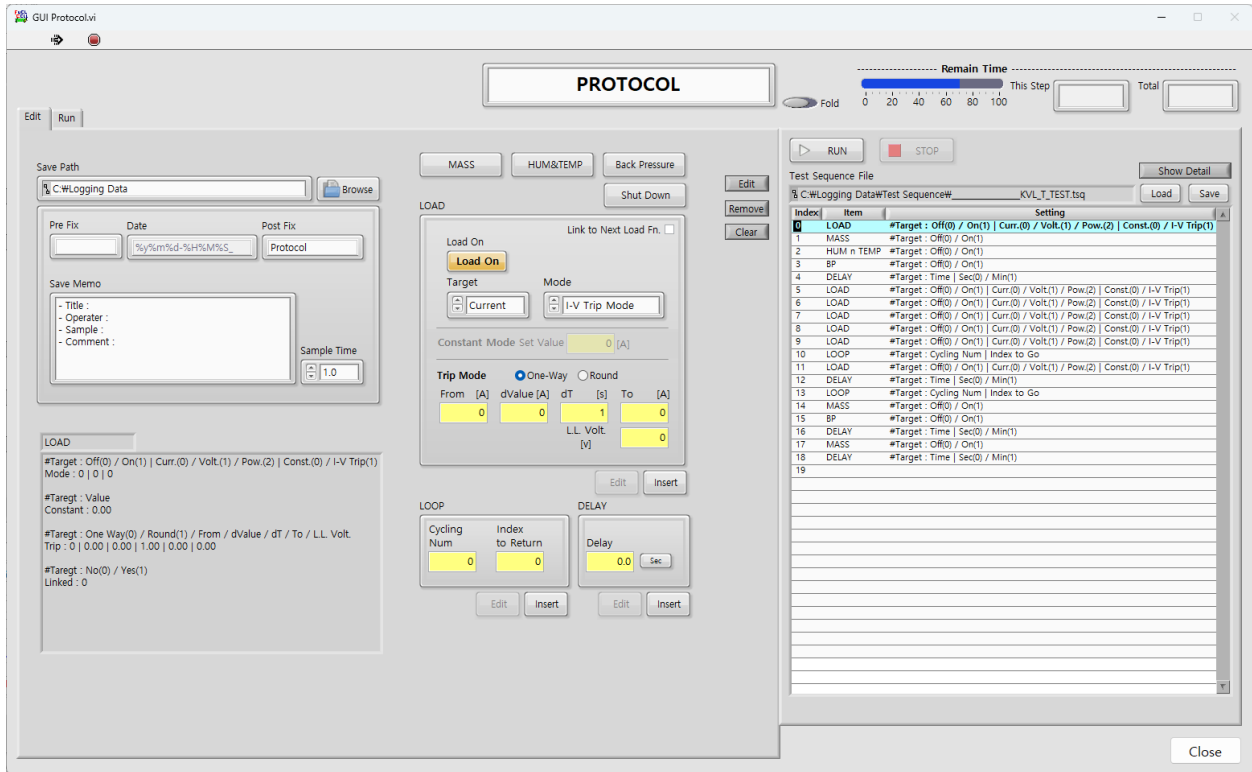 GUI Protocol.vi
PROTOCOL
Remain Time
Fold
0 20 40 60 80 100
This Step
Total
Edit
Run
Save Path
C:₩Logging Data
Browse
Pre Fix
Date
Post Fix
%y%m%d-%H%M%S_
Protocol
Save Memo
- Title :
- Operater :
- Sample :
- Comment :
Sample Time
1.0
LOAD
#Target : Off(0) / On(1) | Curr.(0) / Volt.(1) / Pow.(2) | Const.(0) / I-V Trip(1)
Mode : 0 | 0 | 0
#Taregt : Value
Constant : 0.00
#Taregt : One Way(0) / Round(1) / From / dValue / dT / To / L.L. Volt.
Trip : 0 | 0.00 | 0.00 | 1.00 | 0.00 | 0.00
#Taregt : No(0) / Yes(1)
Linked : 0
MASS
HUM&TEMP
Back Pressure
Shut Down
LOAD
Link to Next Load Fn.
Load On
Load On
Target
Mode
Current
I-V Trip Mode
Constant Mode Set Value 0 [A]
Trip Mode
One-Way
Round
From [A] dValue [A] dT [s] To [A]
0 0 1 0
L.L. Volt.
[v]
0
Edit
Insert
LOOP
DELAY
Cycling
Num
Index
to Return
Delay
0
0
0.0
Sec
Edit
Insert
Edit
Insert
Edit
Remove
Clear
RUN
STOP
Show Detail
Test Sequence File
C:₩Logging Data₩Test Sequence₩ KVL_T_TEST.tsq
Load
Save
Index Item Setting
0 LOAD #Target : Off(0) / On(1) | Curr.(0) / Volt.(1) / Pow.(2) | Const.(0) / I-V Trip(1)
1 MASS #Target : Off(0) / On(1)
2 HUM n TEMP #Target : Off(0) / On(1)
3 BP #Target : Off(0) / On(1)
4 DELAY #Target : Time | Sec(0) / Min(1)
5 LOAD #Target : Off(0) / On(1) | Curr.(0) / Volt.(1) / Pow.(2) | Const.(0) / I-V Trip(1)
6 LOAD #Target : Off(0) / On(1) | Curr.(0) / Volt.(1) / Pow.(2) | Const.(0) / I-V Trip(1)
7 LOAD #Target : Off(0) / On(1) | Curr.(0) / Volt.(1) / Pow.(2) | Const.(0) / I-V Trip(1)
8 LOAD #Target : Off(0) / On(1) | Curr.(0) / Volt.(1) / Pow.(2) | Const.(0) / I-V Trip(1)
9 LOAD #Target : Off(0) / On(1) | Curr.(0) / Volt.(1) / Pow.(2) | Const.(0) / I-V Trip(1)
10 LOOP #Target : Cycling Num | Index to Go
11 LOAD #Target : Off(0) / On(1) | Curr.(0) / Volt.(1) / Pow.(2) | Const.(0) / I-V Trip(1)
12 DELAY #Target : Time | Sec(0) / Min(1)
13 LOOP #Target : Cycling Num | Index to Go
14 MASS #Target : Off(0) / On(1)
15 BP #Target : Off(0) / On(1)
16 DELAY #Target : Time | Sec(0) / Min(1)
17 MASS #Target : Off(0) / On(1)
18 DELAY #Target : Time | Sec(0) / Min(1)
19
Close